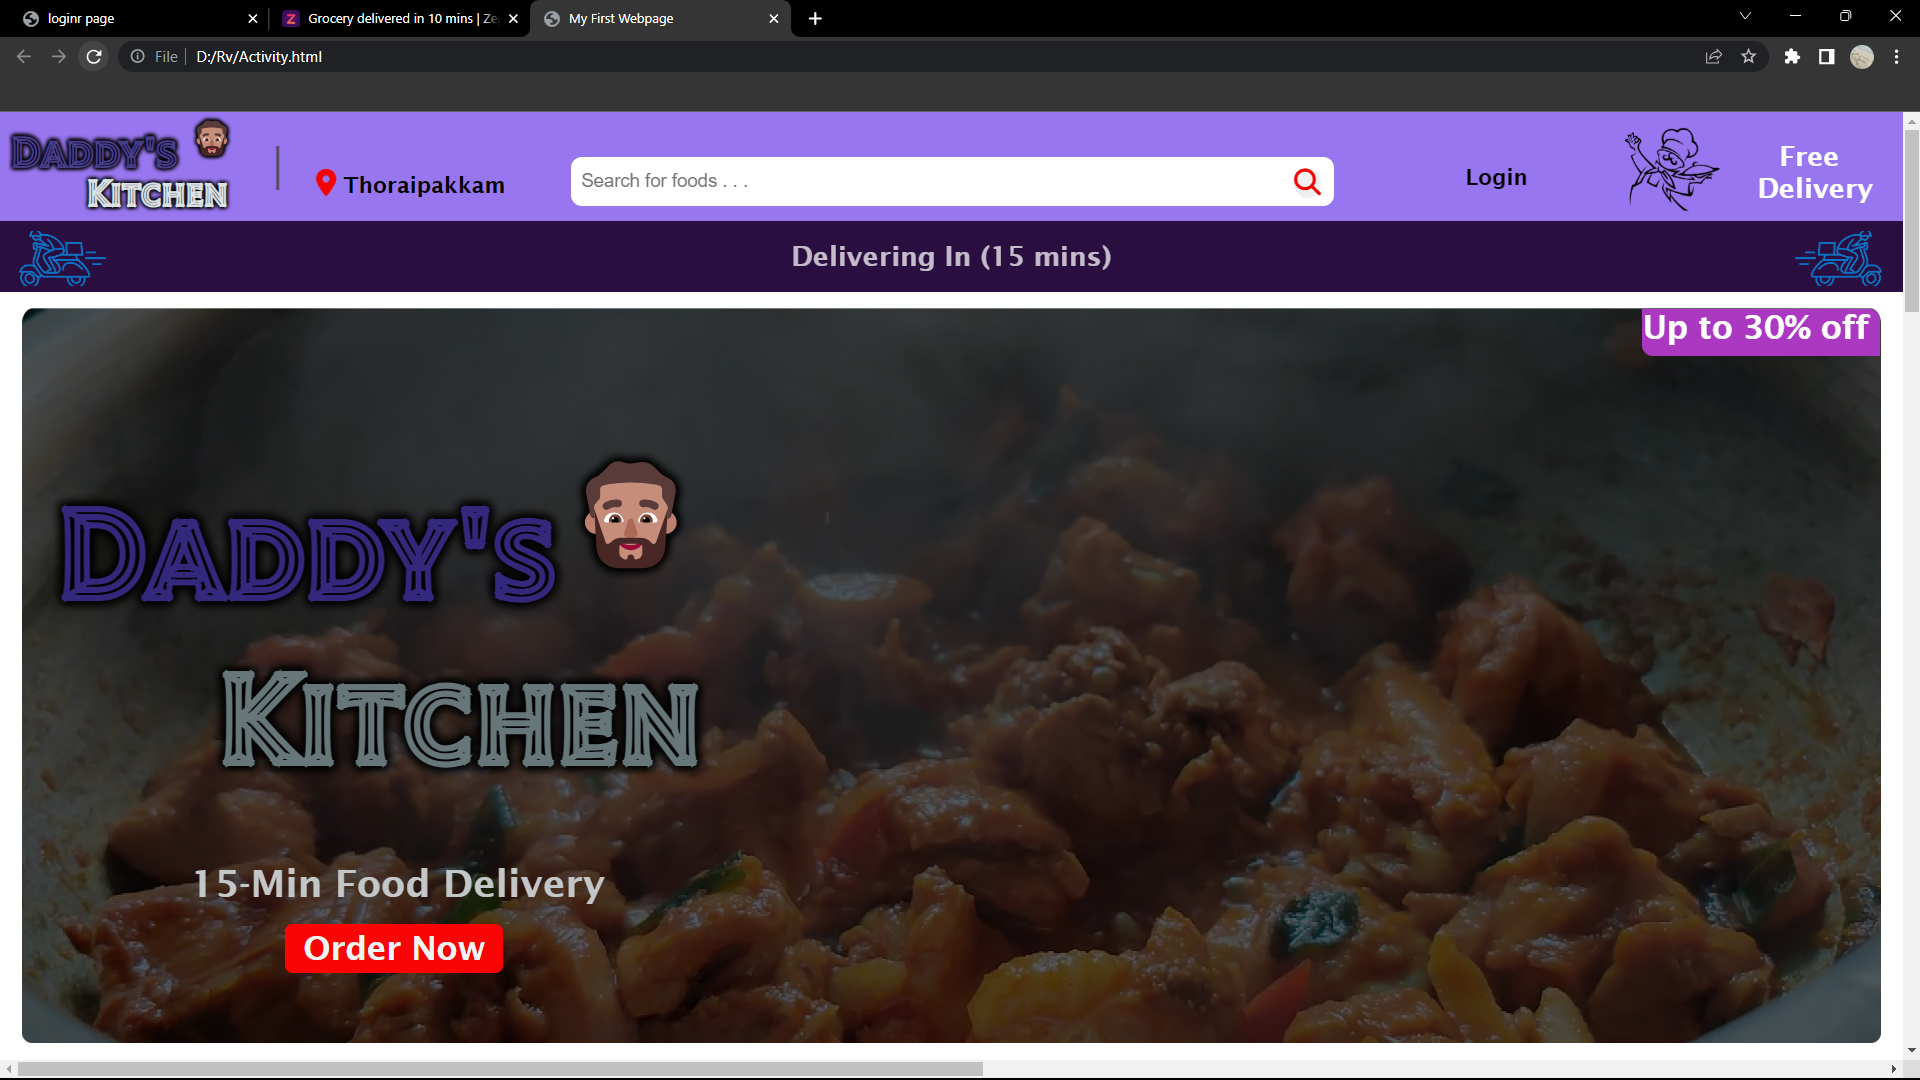 loginr page
Grocery delivered in 10 mins | Ze
My First Webpage
File
D:/Rv/Activity.html
DADDY'S
KITCHEN
Thoraipakkam
Search for foods . . .
Login
Free
Delivery
Delivering In (15 mins)
Up to 30% off
DADDY'S
KITCHEN
15-Min Food Delivery
Order Now